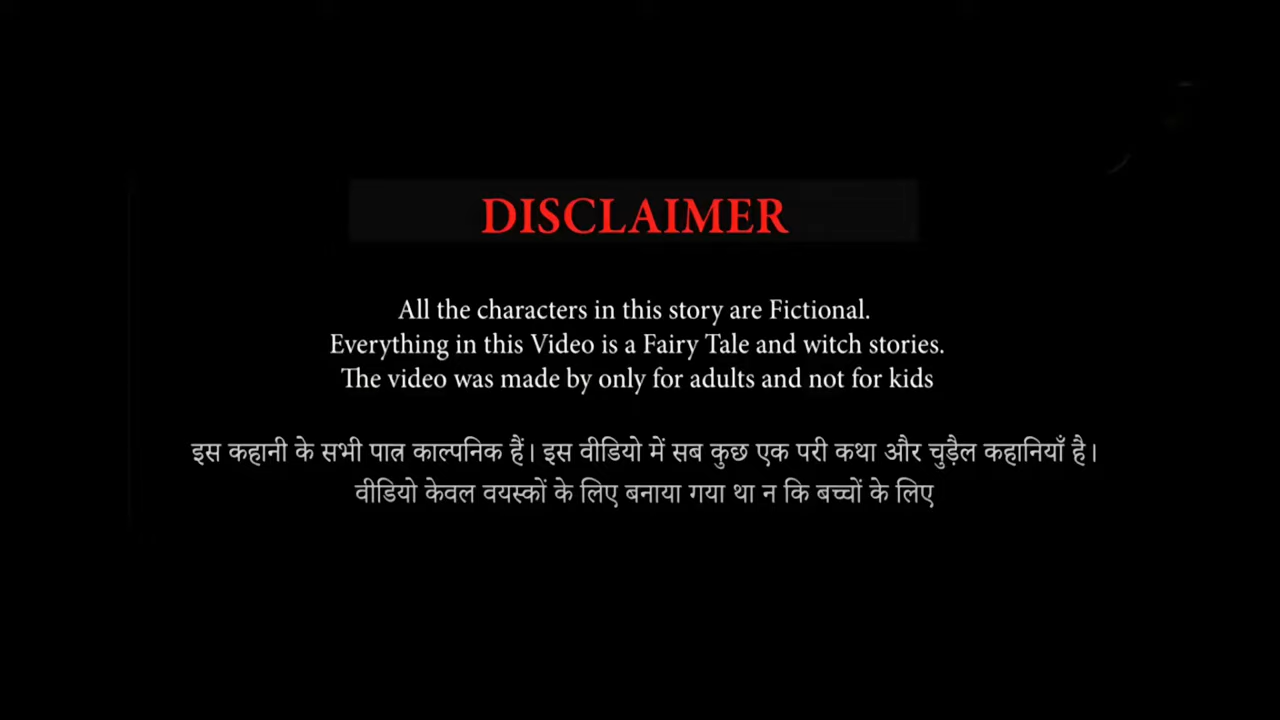 DISCLAIMER
All the characters in this story are Fictional.
Everything in this Video is a Fairy Tale and witch stories.
The video was made by only for adults and not for kids
इस कहानी के सभी पात्र काल्पनिक हैं। इस वीडियो में सब कुछ एक परी कथा और चुड़ैल कहानियाँ है।
वीडियो केवल वयस्कों के लिए बनाया गया था न कि बच्चों के लिए